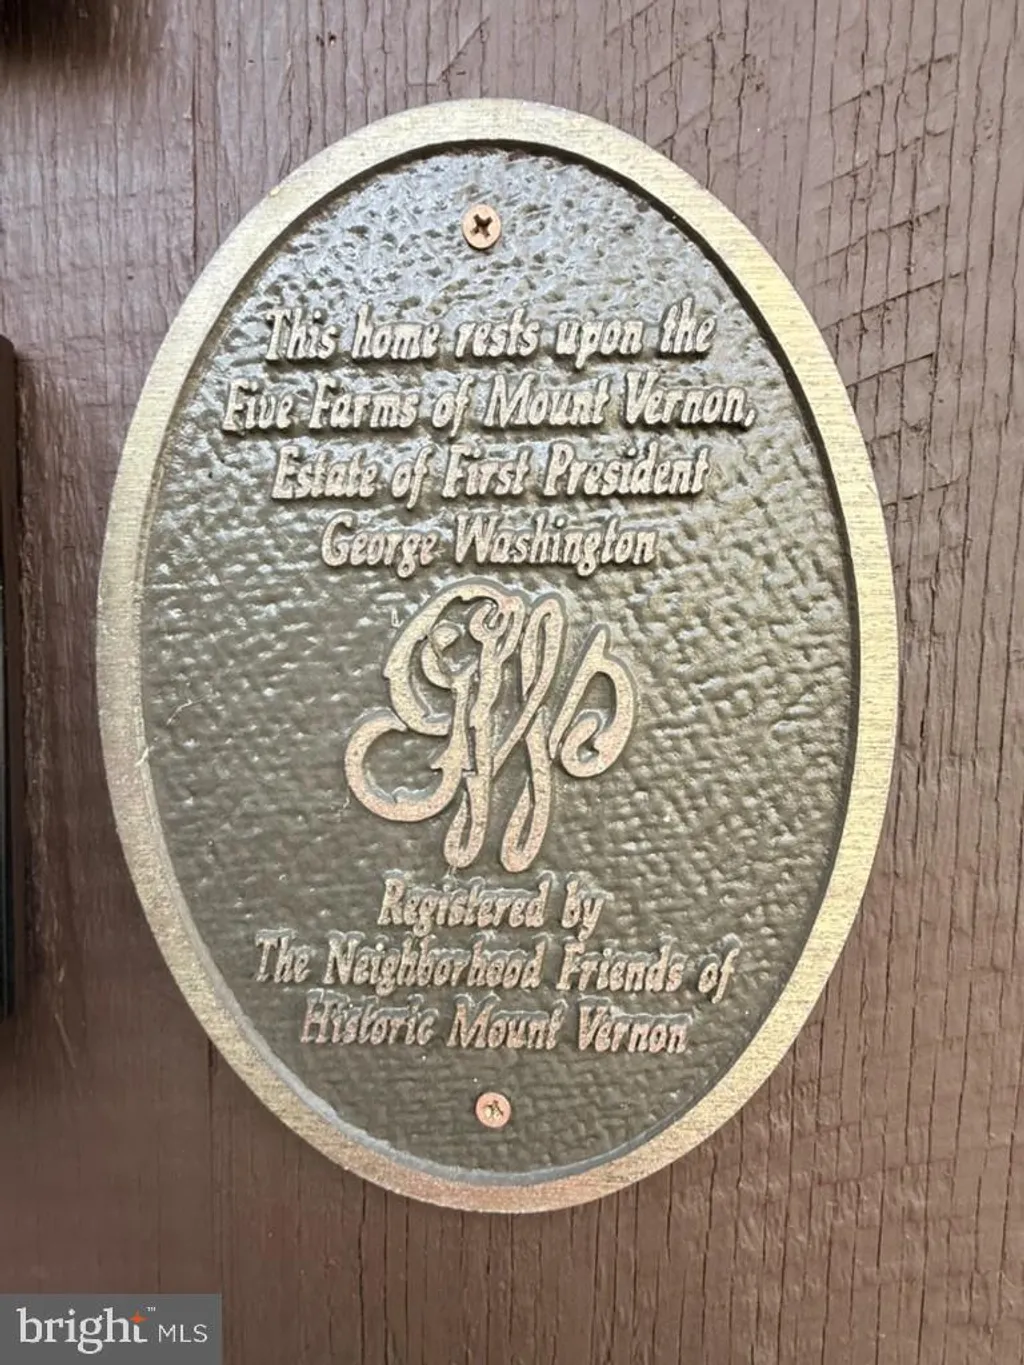 This home rests upon the
Five Farms of Mount Vernon,
Estate of First President
George Washington
GW
Registered by
The Neighborhood Friends of
Historic Mount Vernon
bright™ MLS